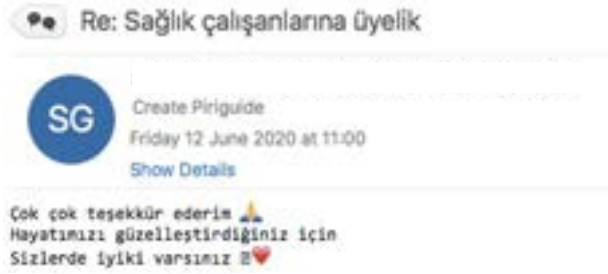 Re: Sağlık çalışanlarına üyelik
SG
Create Piriguide
Friday 12 June 2020 at 11:00
Show Details
Çok çok teşekkür ederim 🙏
Hayatımızı güzelleştirdiğiniz için
Sizlerde iyiki varsınız ❤️